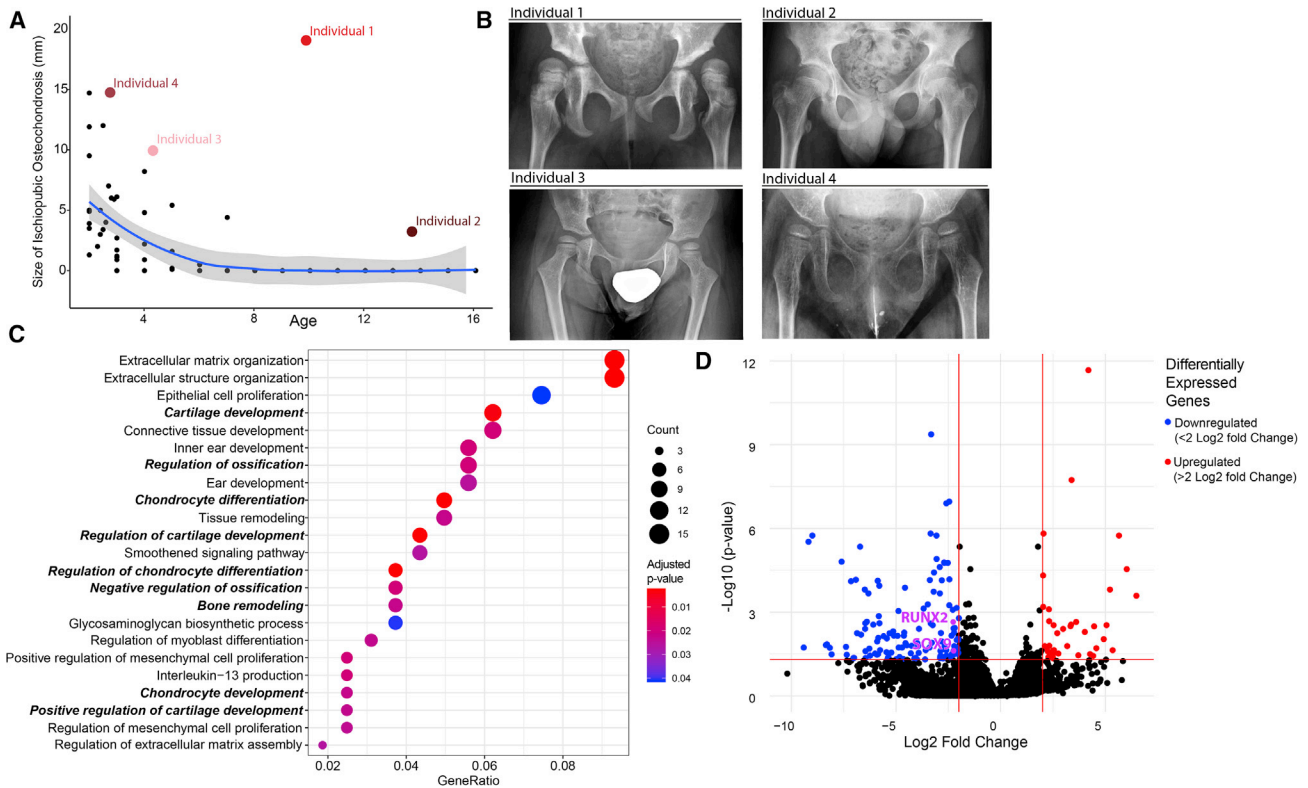 A
Size of Ischiopubic Osteochondrosis (mm)
20
15
10
5
0
4
8
12
16
Age
Individual 1
Individual 4
Individual 3
Individual 2
B
Individual 1
Individual 2
Individual 3
Individual 4
C
Extracellular matrix organization
Extracellular structure organization
Epithelial cell proliferation
Cartilage development
Connective tissue development
Inner ear development
Regulation of ossification
Ear development
Chondrocyte differentiation
Tissue remodeling
Regulation of cartilage development
Smoothened signaling pathway
Regulation of chondrocyte differentiation
Negative regulation of ossification
Bone remodeling
Glycosaminoglycan biosynthetic process
Regulation of myoblast differentiation
Positive regulation of mesenchymal cell proliferation
Interleukin−13 production
Chondrocyte development
Positive regulation of cartilage development
Regulation of mesenchymal cell proliferation
Regulation of extracellular matrix assembly
0.02
0.04
0.06
0.08
GeneRatio
Count
3
6
9
12
15
Adjusted
p-value
0.01
0.02
0.03
0.04
D
-Log10 (p-value)
12
9
6
3
0
−10
−5
0
5
Log2 Fold Change
RUNX2
SOX9
Differentially
Expressed
Genes
Downregulated
(<2 Log2 fold Change)
Upregulated
(>2 Log2 fold Change)